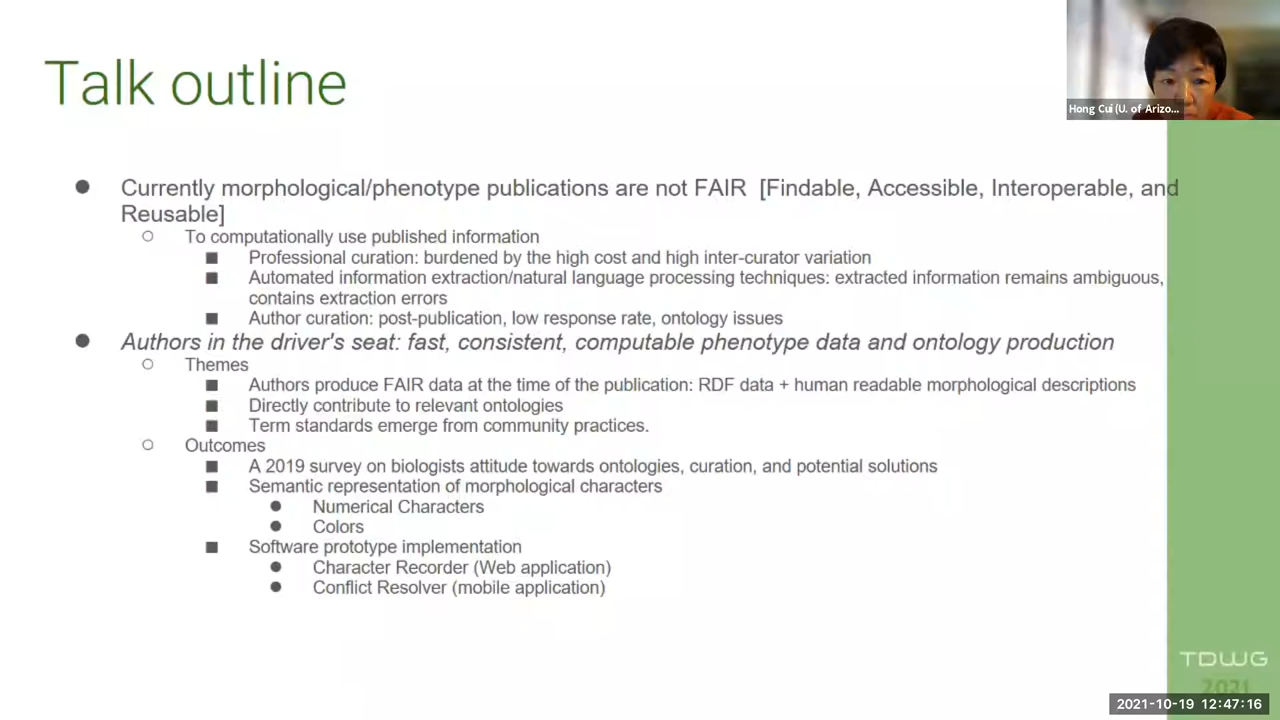 Talk outline
Hong Cui (U. of Arizo...
Currently morphological/phenotype publications are not FAIR [Findable, Accessible, Interoperable, and
Reusable]
To computationally use published information
Professional curation: burdened by the high cost and high inter-curator variation
Automated information extraction/natural language processing techniques: extracted information remains ambiguous,
contains extraction errors
Author curation: post-publication, low response rate, ontology issues
Authors in the driver's seat: fast, consistent, computable phenotype data and ontology production
Themes
Authors produce FAIR data at the time of the publication: RDF data + human readable morphological descriptions
Directly contribute to relevant ontologies
Term standards emerge from community practices.
Outcomes
A 2019 survey on biologists attitude towards ontologies, curation, and potential solutions
Semantic representation of morphological characters
Numerical Characters
Colors
Software prototype implementation
Character Recorder (Web application)
Conflict Resolver (mobile application)
TDWG
2021
2021-10-19 12:47:16